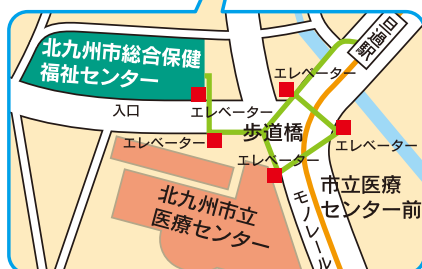 北九州市総合保健
福祉センター
旦過駅
エレベーター
入口
エレベーター
歩道橋
エレベーター
エレベーター
エレベーター
北九州市立
医療センター
市立医療
センター前
モノレール